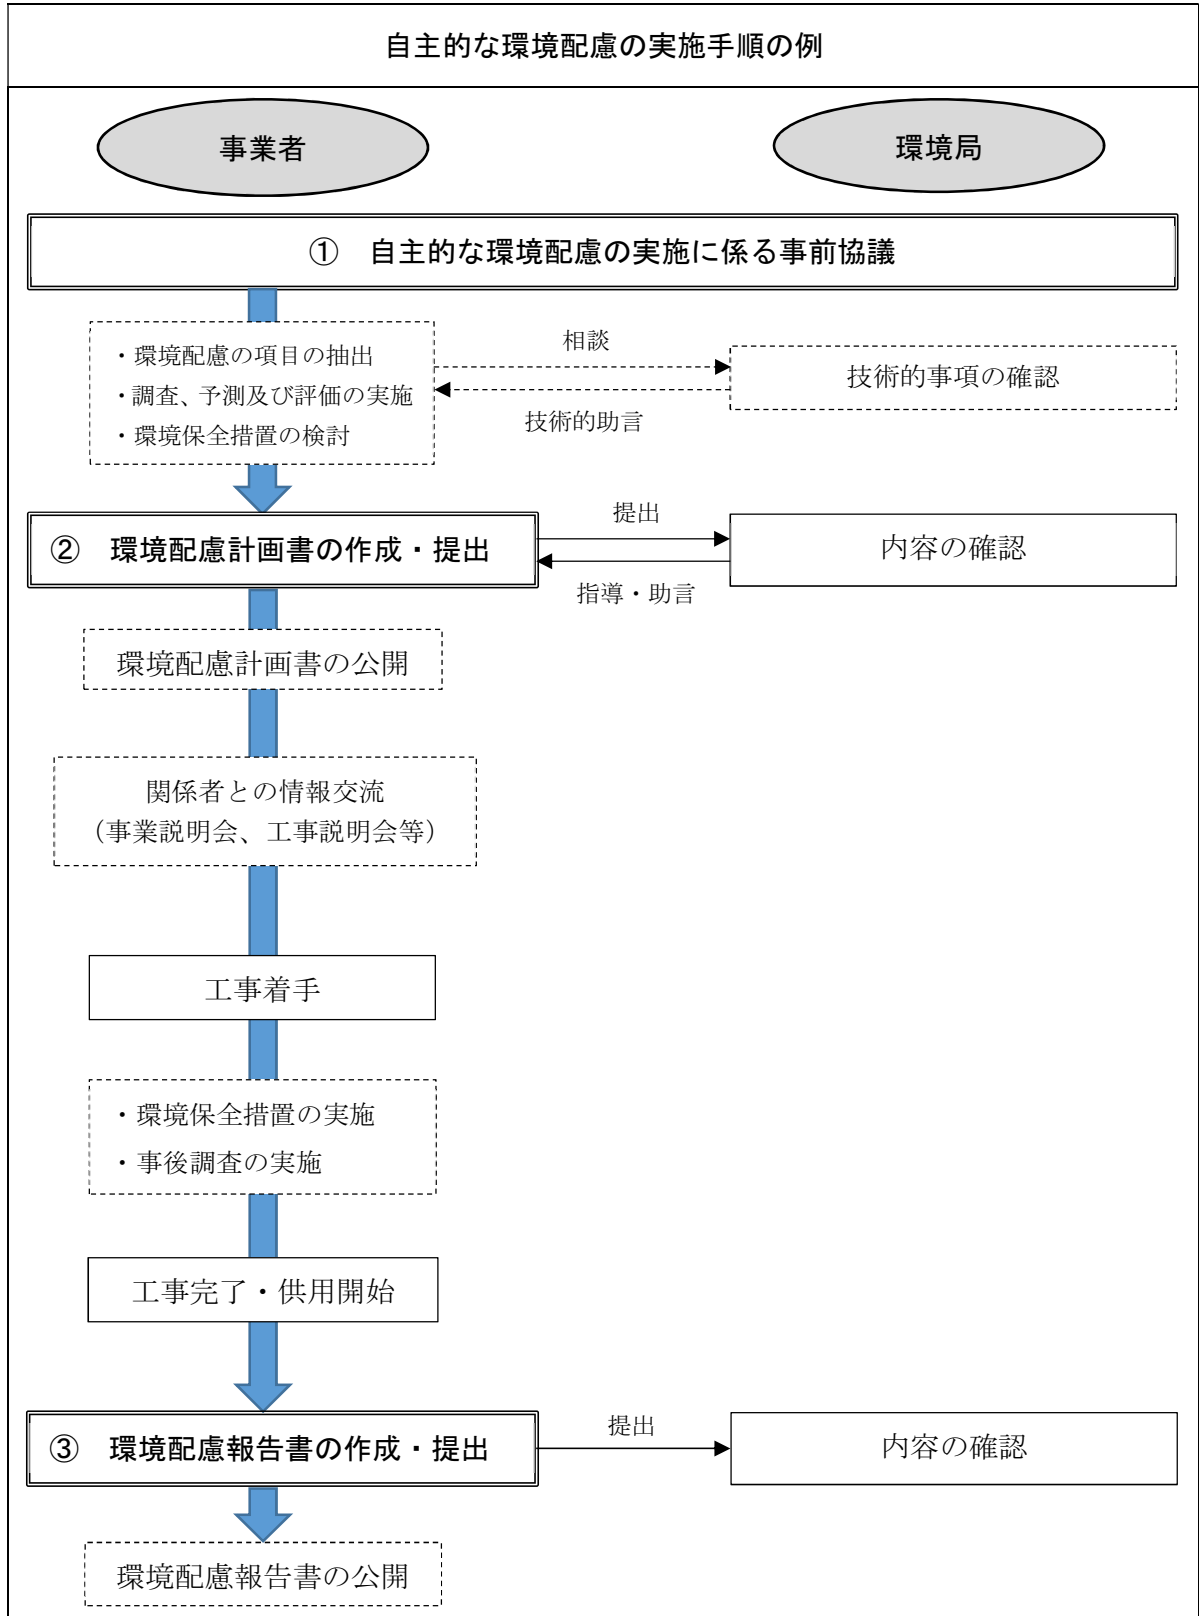 自主的な環境配慮の実施手順の例
事業者
環境局
① 自主的な環境配慮の実施に係る事前協議
・環境配慮の項目の抽出
・調査、予測及び評価の実施
・環境保全措置の検討
相談
技術的助言
技術的事項の確認
② 環境配慮計画書の作成・提出
提出
指導・助言
内容の確認
環境配慮計画書の公開
関係者との情報交流
（事業説明会、工事説明会等）
工事着手
・環境保全措置の実施
・事後調査の実施
工事完了・供用開始
③ 環境配慮報告書の作成・提出
提出
内容の確認
環境配慮報告書の公開